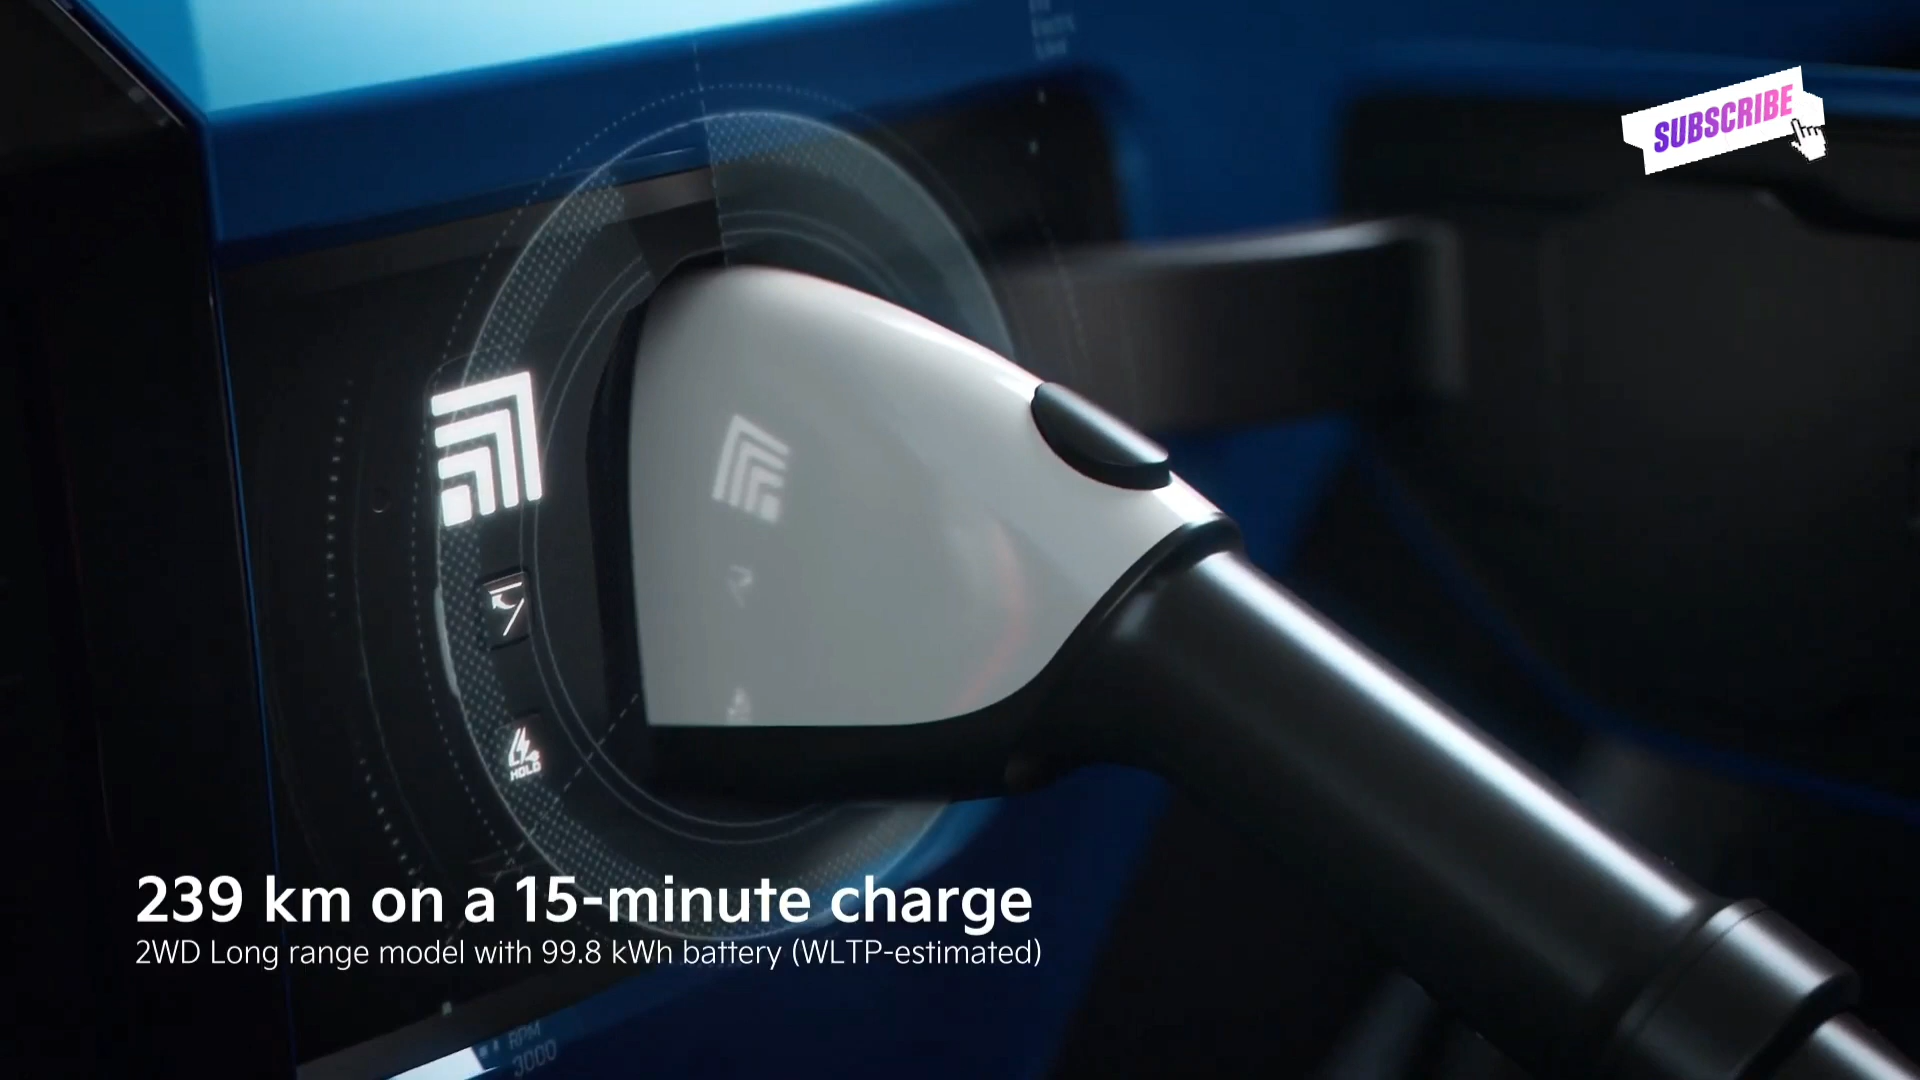 SUBSCRIBE
HOLD
239 km on a 15-minute charge
2WD Long range model with 99.8 kWh battery (WLTP-estimated)
RPM
3000